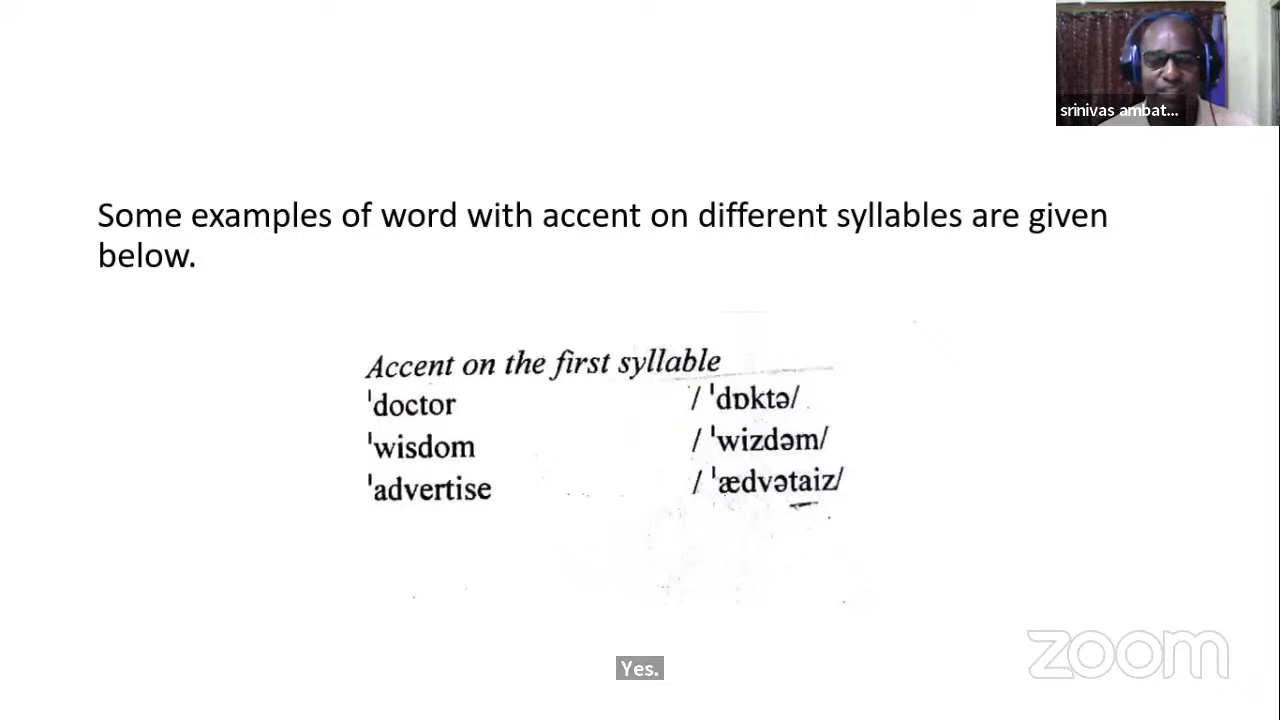 srinivas ambat...
Some examples of word with accent on different syllables are given
below.
Accent on the first syllable
ˈdoctor / ˈdɒktə/
ˈwisdom / ˈwizdəm/
ˈadvertise / ˈædvətaiz/
Yes.
zoom